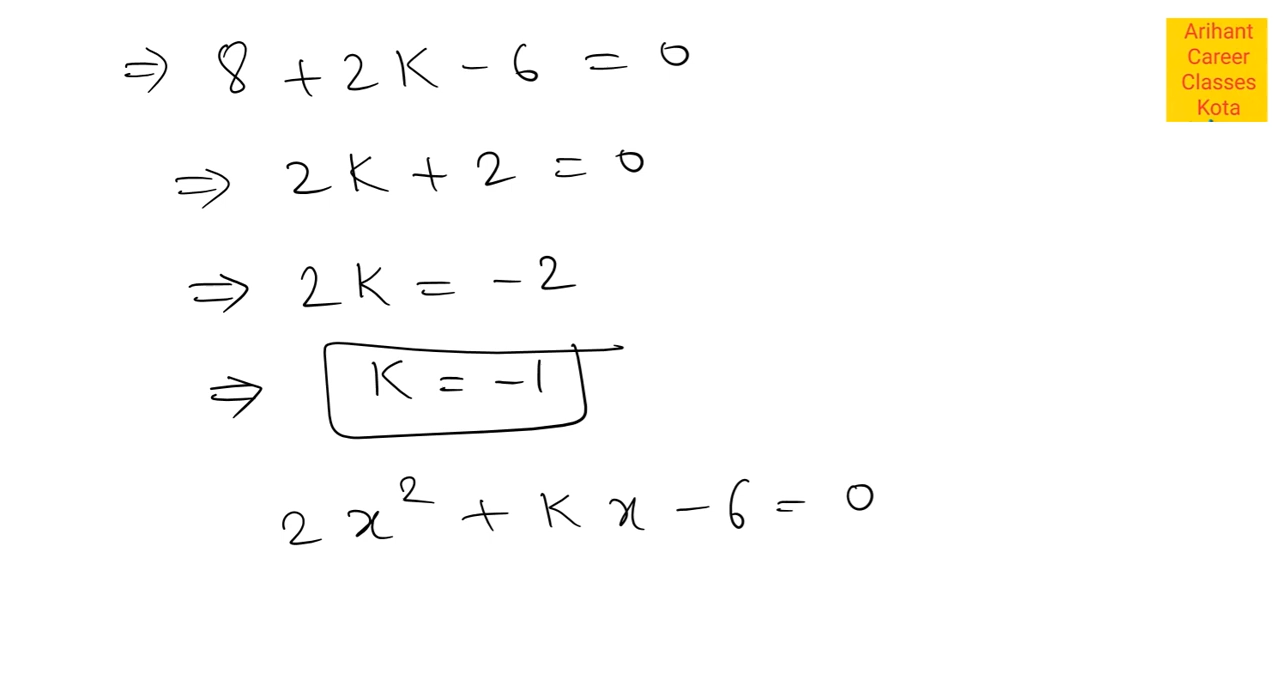 ⇒ 8 + 2K - 6 = 0
Arihant
Career
Classes
Kota
⇒ 2K + 2 = 0
⇒ 2K = -2
⇒ K = -1
2x² + Kx - 6 = 0